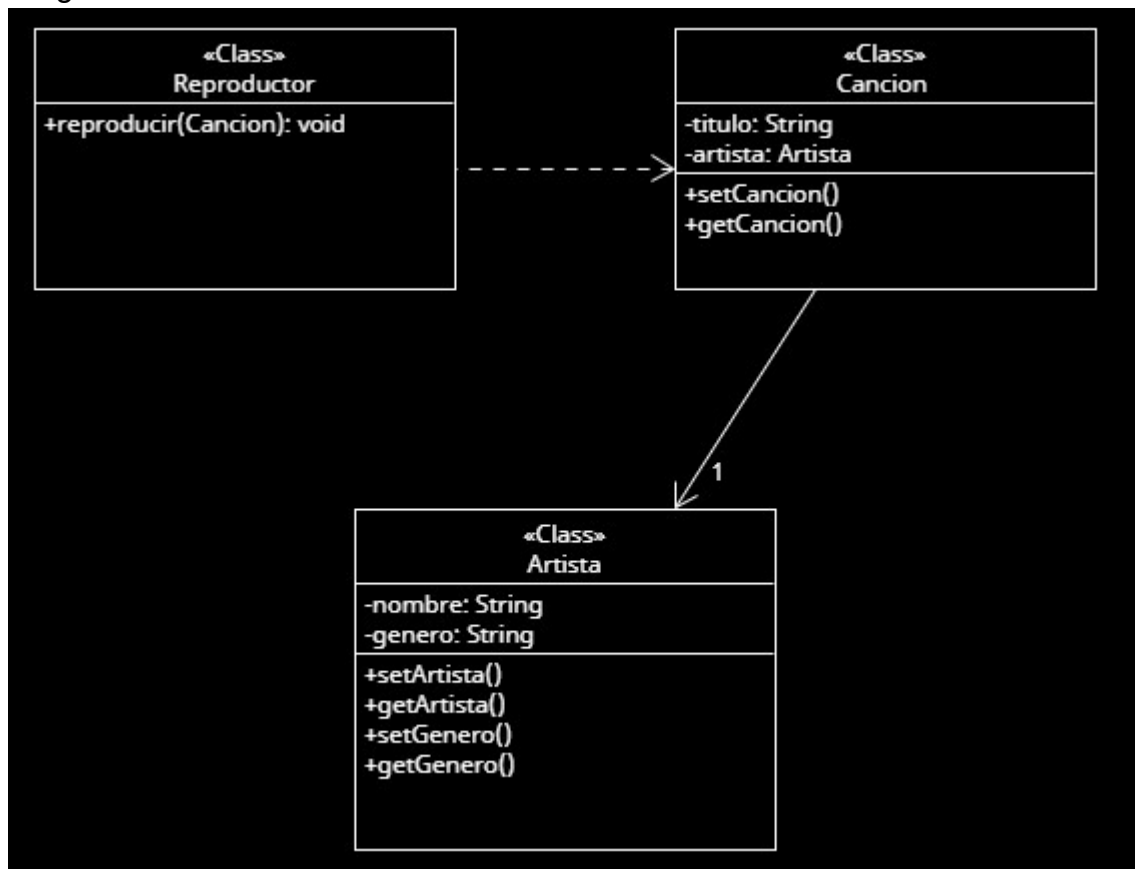 «Class»
Reproductor
+reproducir(Cancion): void
«Class»
Cancion
-titulo: String
-artista: Artista
+setCancion()
+getCancion()
1
«Class»
Artista
-nombre: String
-genero: String
+setArtista()
+getArtista()
+setGenero()
+getGenero()